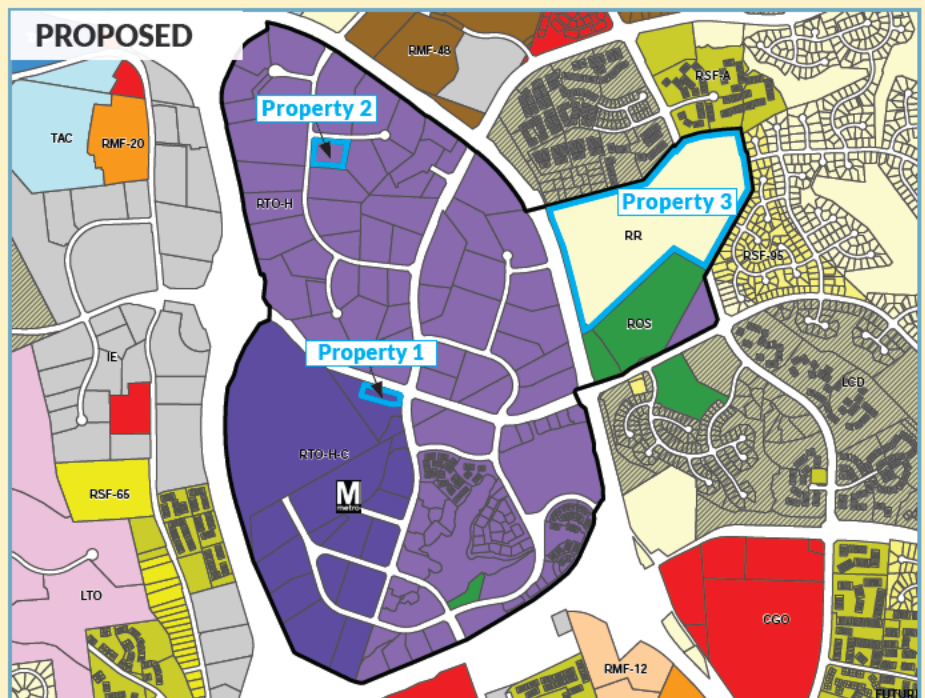 PROPOSED
RMF-48
RSF-A
Property 2
TAC
RMF-20
RTO-H
Property 3
RR
RSF-95
ROS
Property 1
IE
LCD
RTO-H-C
RSF-65
M
metro
LTO
CGO
RMF-12
FUTUR